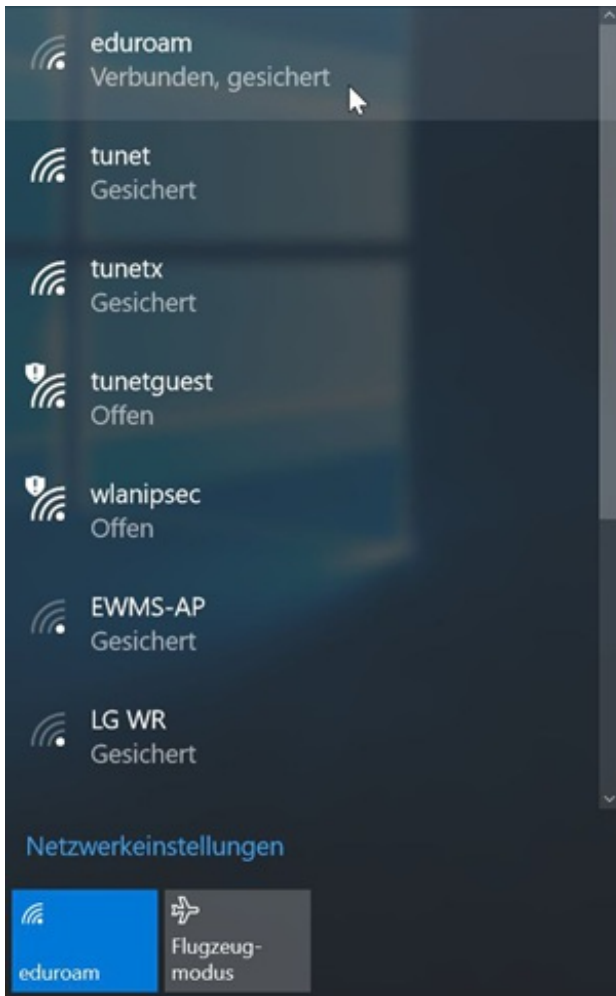 eduroam
Verbunden, gesichert
tunet
Gesichert
tunetx
Gesichert
tunetguest
Offen
wlanipsec
Offen
EWMS-AP
Gesichert
LG WR
Gesichert
Netzwerkeinstellungen
eduroam
Flugzeug-
modus